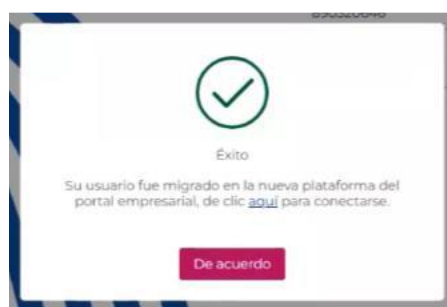 Éxito
Su usuario fue migrado en la nueva plataforma del
portal empresarial, de clic aquí para conectarse.
De acuerdo